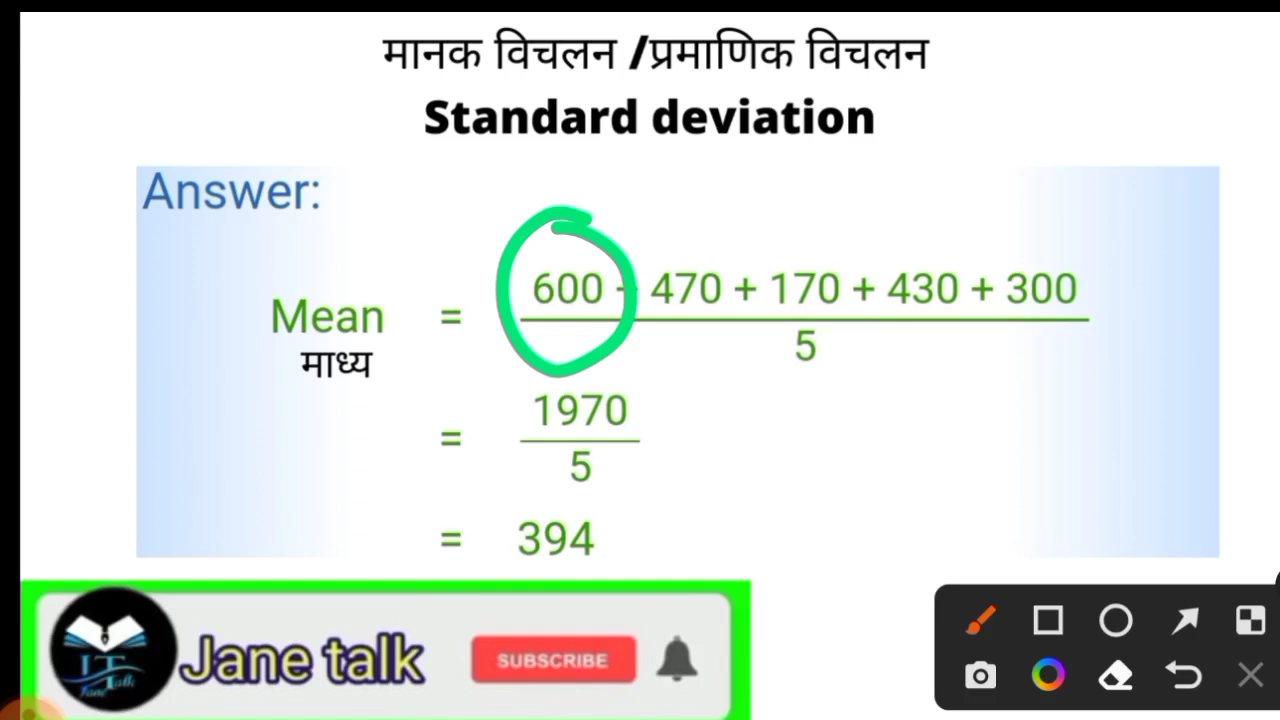 मानक विचलन /प्रमाणिक विचलन
Standard deviation
Answer:
Mean = 600 + 470 + 170 + 430 + 300
5
माध्य
= 1970
5
= 394
Jane talk
SUBSCRIBE